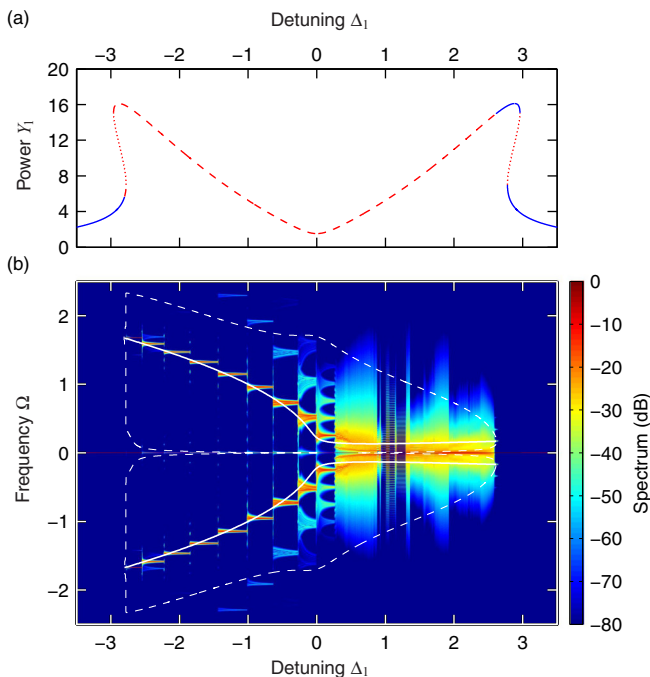 (a)
Detuning Δ₁
−3 −2 −1 0 1 2 3
20
16
12
8
4
0
Power Y₁
(b)
2
1
0
−1
−2
Frequency Ω
−3 −2 −1 0 1 2 3
Detuning Δ₁
0
−10
−20
−30
−40
−50
−60
−70
−80
Spectrum (dB)